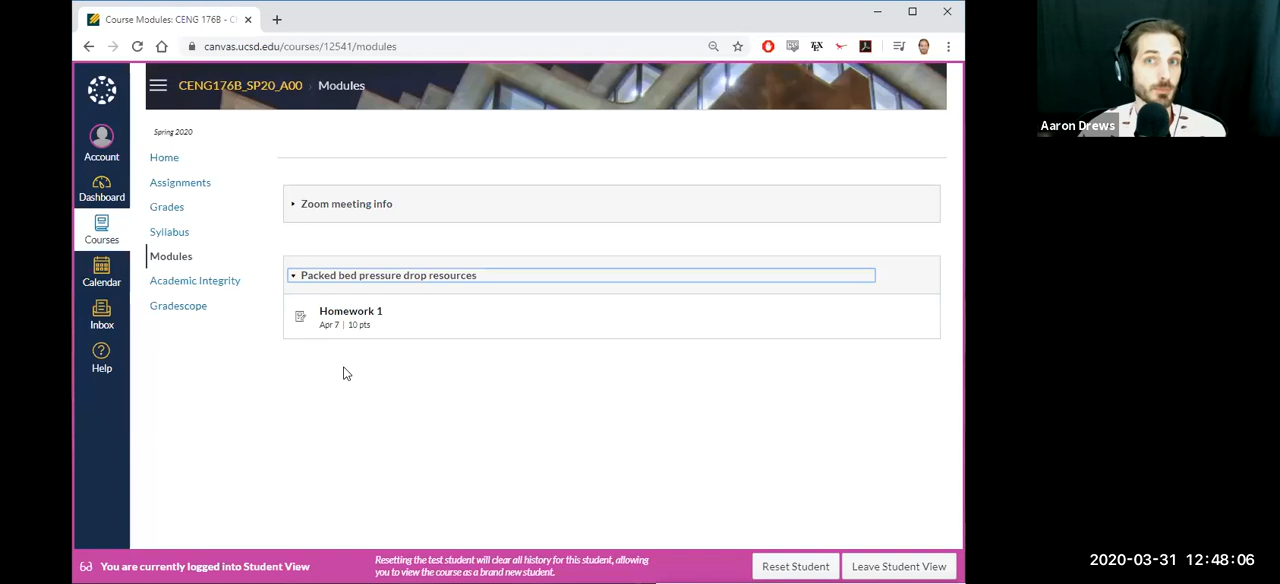 Course Modules: CENG 176B - C
canvas.ucsd.edu/courses/12541/modules
CENG176B_SP20_A00 › Modules
Account
Dashboard
Courses
Calendar
Inbox
Help
Spring 2020
Home
Assignments
Grades
Syllabus
Modules
Academic Integrity
Gradescope
Zoom meeting info
Packed bed pressure drop resources
Homework 1
Apr 7 | 10 pts
You are currently logged into Student View
Resetting the test student will clear all history for this student, allowing
you to view the course as a brand new student.
Reset Student
Leave Student View
Aaron Drews
2020-03-31 12:48:06